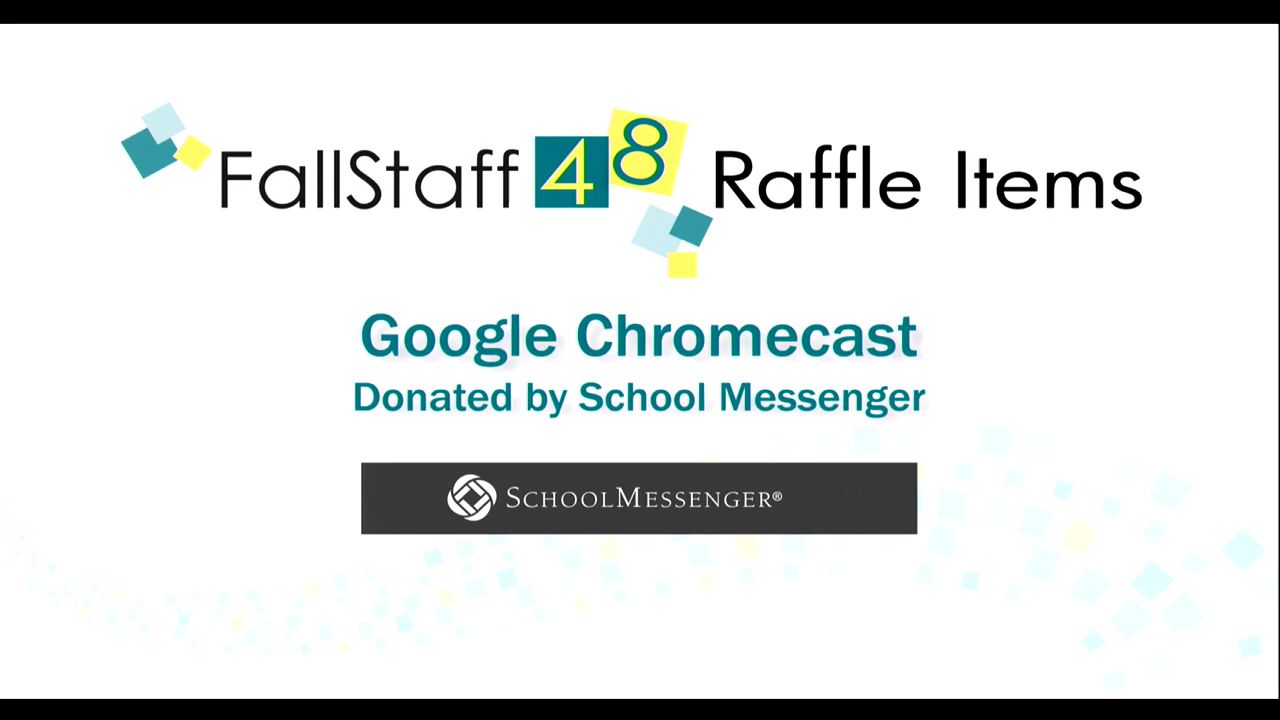 FallStaff 48 Raffle Items
Google Chromecast
Donated by School Messenger
SCHOOLMESSENGER®